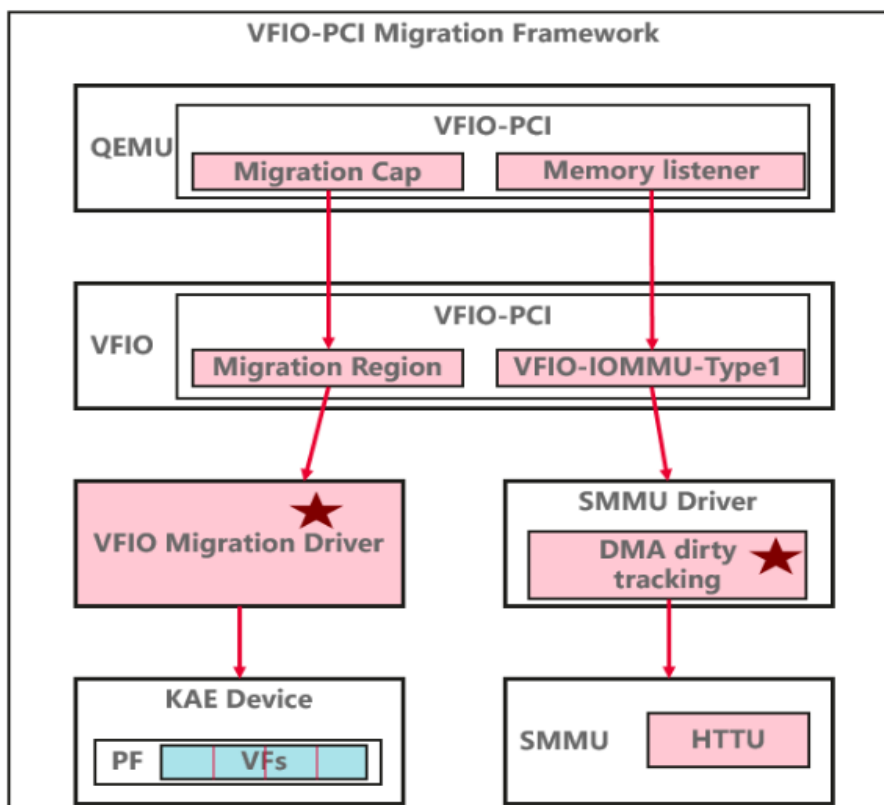 VFIO-PCI Migration Framework
QEMU
VFIO-PCI
Migration Cap
Memory listener
VFIO
VFIO-PCI
Migration Region
VFIO-IOMMU-Type1
VFIO Migration Driver
SMMU Driver
DMA dirty
tracking
KAE Device
PF
VFs
SMMU
HTTU